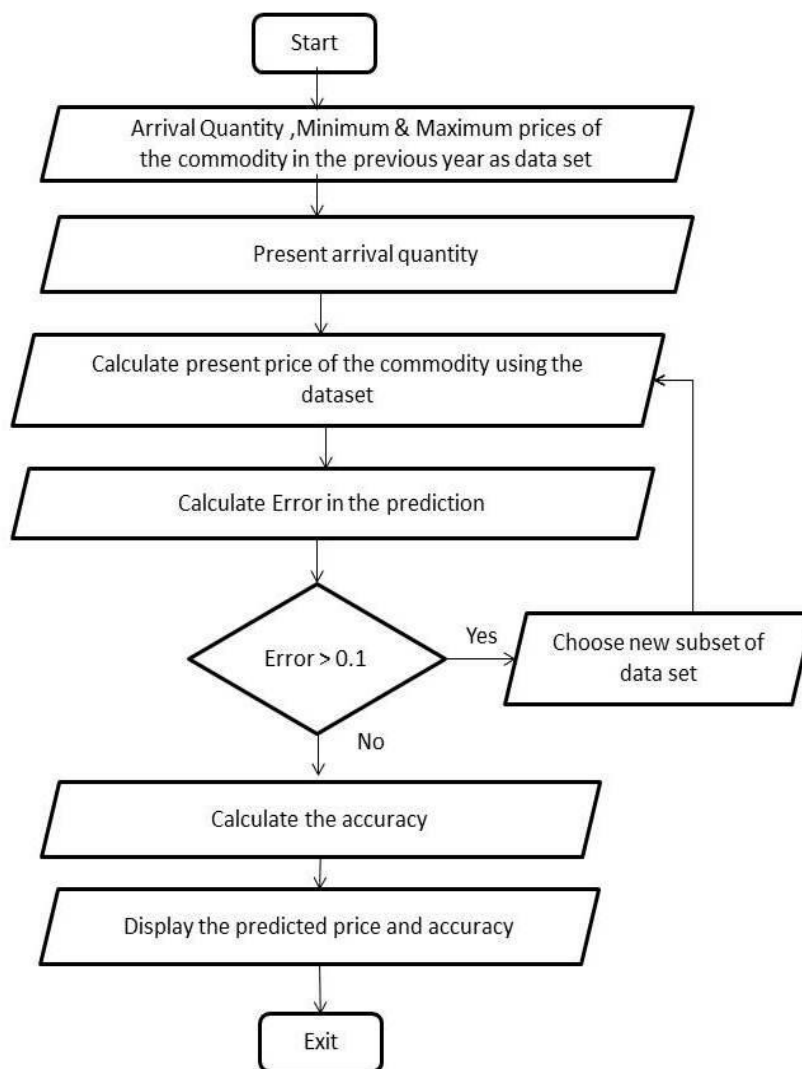 Start
Arrival Quantity ,Minimum & Maximum prices of
the commodity in the previous year as data set
Present arrival quantity
Calculate present price of the commodity using the
dataset
Calculate Error in the prediction
Error > 0.1
Yes
Choose new subset of
data set
No
Calculate the accuracy
Display the predicted price and accuracy
Exit